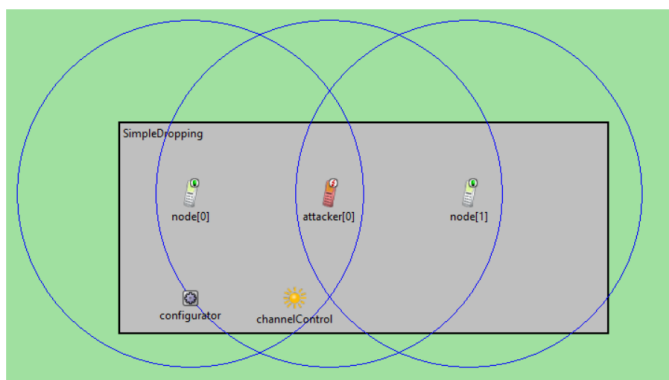 SimpleDropping
node[0]
attacker[0]
node[1]
configurator
channelControl